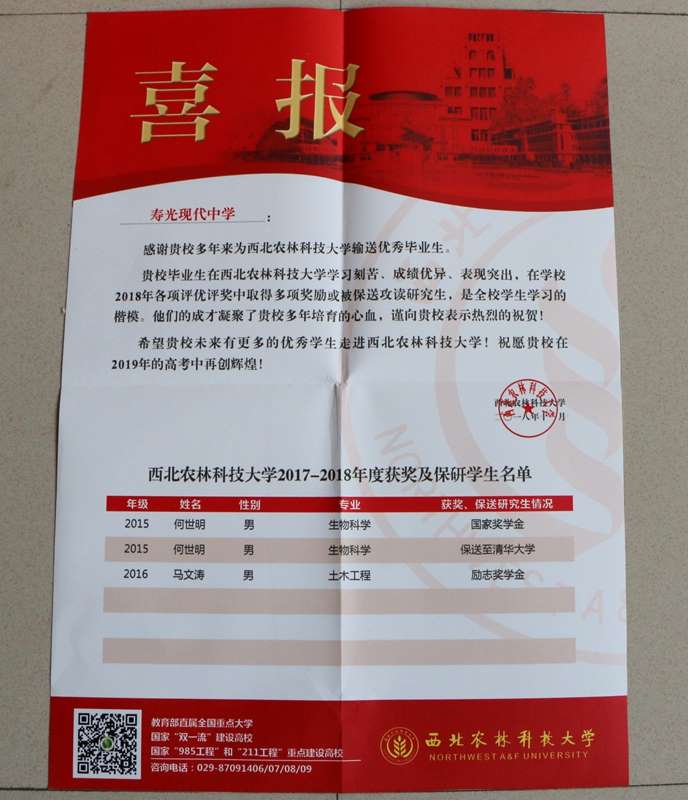 喜报
寿光现代中学：
感谢贵校多年来为西北农林科技大学输送优秀毕业生。
贵校毕业生在西北农林科技大学学习刻苦、成绩优异、表现突出，在学校
2018年各项评优评奖中取得多项奖励或被保送攻读研究生，是全校学生学习的
楷模。他们的成才凝聚了贵校多年培育的心血，谨向贵校表示热烈的祝贺！
希望贵校未来有更多的优秀学生走进西北农林科技大学！祝愿贵校在
2019年的高考中再创辉煌！
西北农林科技大学
二〇一八年十一月
西北农林科技大学2017-2018年度获奖及保研学生名单
年级 姓名 性别 专业 获奖、保送研究生情况
2015 何世明 男 生物科学 国家奖学金
2015 何世明 男 生物科学 保送至清华大学
2016 马文涛 男 土木工程 励志奖学金
教育部直属全国重点大学
国家“双一流”建设高校
国家“985工程”和“211工程”重点建设高校
咨询电话：029-87091406/07/08/09
西北农林科技大学
NORTHWEST A&F UNIVERSITY